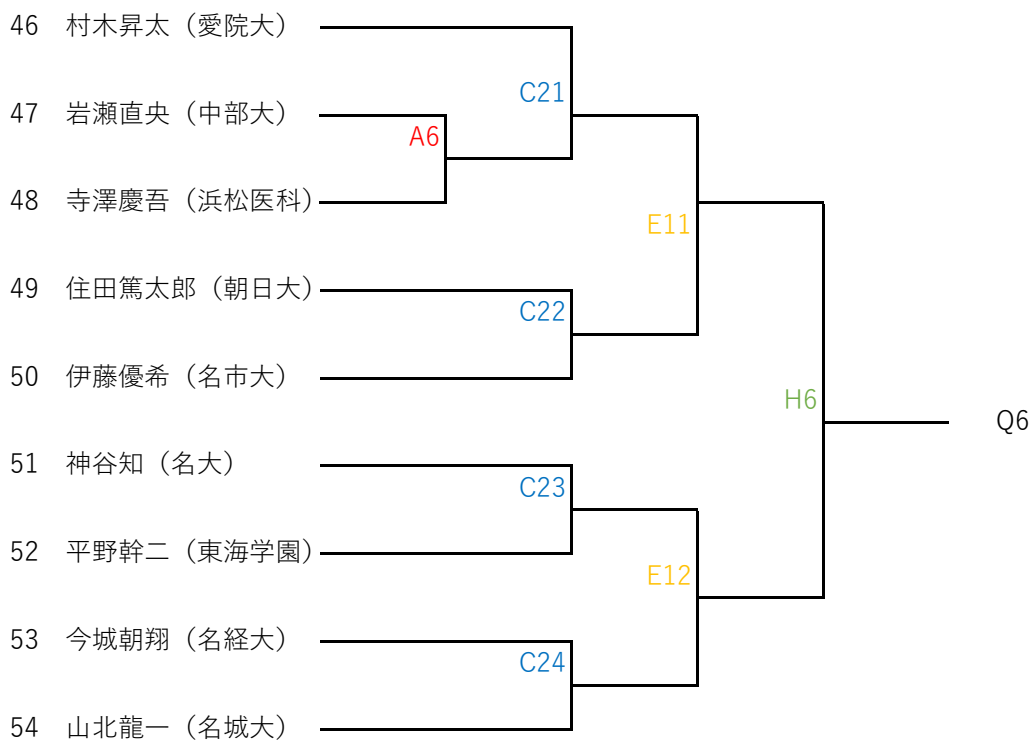 46 村木昇太（愛院大）
C21
47 岩瀬直央（中部大）
A6
48 寺澤慶吾（浜松医科）
E11
49 住田篤太郎（朝日大）
C22
50 伊藤優希（名市大）
H6
Q6
51 神谷知（名大）
C23
52 平野幹二（東海学園）
E12
53 今城朝翔（名経大）
C24
54 山北龍一（名城大）